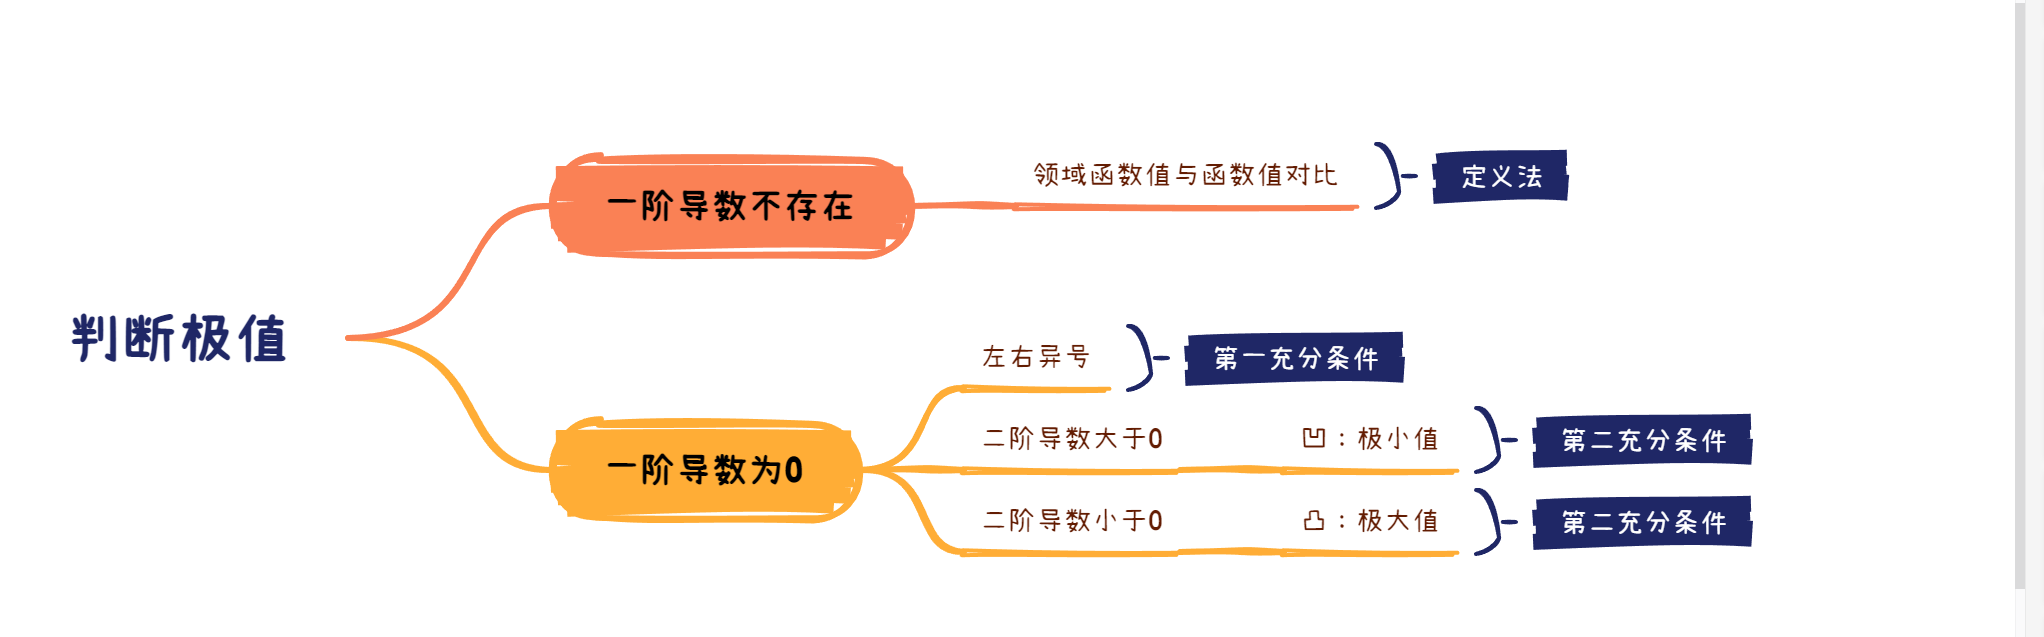 判断极值
一阶导数不存在
领域函数值与函数值对比
定义法
一阶导数为0
左右异号
第一充分条件
二阶导数大于0
凹：极小值
第二充分条件
二阶导数小于0
凸：极大值
第二充分条件